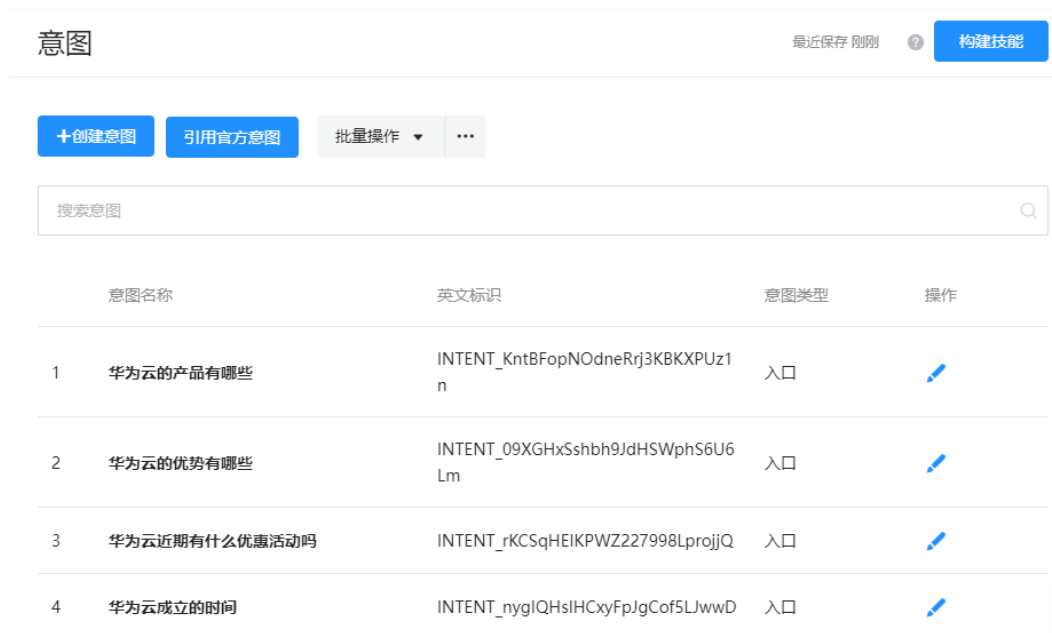 意图
最近保存 刚刚
?
构建技能
+创建意图
引用官方意图
批量操作
...
搜索意图
意图名称 英文标识 意图类型 操作
1 华为云的产品有哪些 INTENT_KntBFopNOdneRrj3KBKXPUz1 入口
n
2 华为云的优势有哪些 INTENT_09XGHxSshbh9JdHSWphS6U6 入口
Lm
3 华为云近期有什么优惠活动吗 INTENT_rKCSqHEIKPWZ227998LprojjQ 入口
4 华为云成立的时间 INTENT_nygIQHsIHCxyFpJgCof5LJwwD 入口